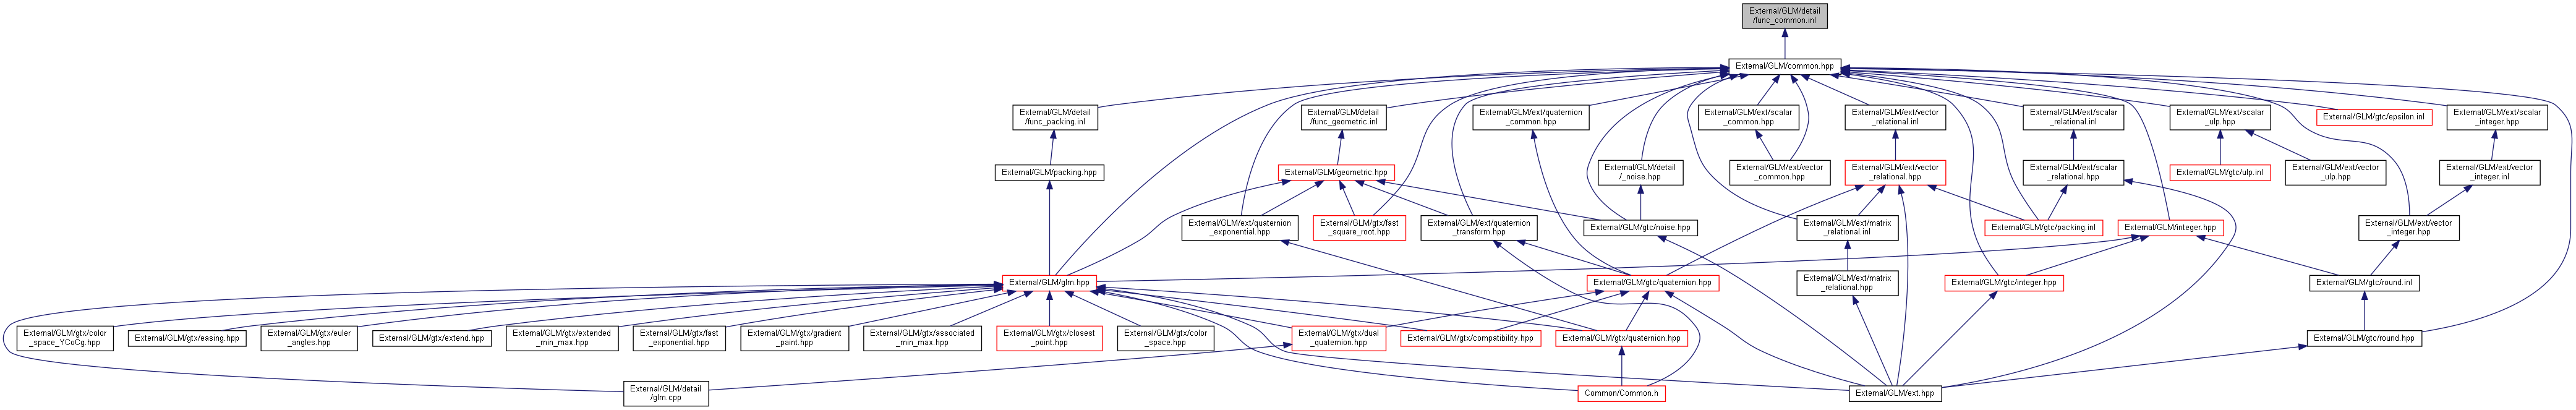 External/GLM/detail
/func_common.inl
External/GLM/common.hpp
External/GLM/detail
/func_packing.inl
External/GLM/detail
/func_geometric.inl
External/GLM/ext/quaternion
_common.hpp
External/GLM/ext/scalar
_common.hpp
External/GLM/ext/vector
_relational.inl
External/GLM/ext/scalar
_relational.inl
External/GLM/ext/scalar
_ulp.hpp
External/GLM/gtc/epsilon.inl
External/GLM/ext/scalar
_integer.hpp
External/GLM/packing.hpp
External/GLM/geometric.hpp
External/GLM/detail
/_noise.hpp
External/GLM/ext/vector
_common.hpp
External/GLM/ext/vector
_relational.hpp
External/GLM/ext/scalar
_relational.hpp
External/GLM/gtc/ulp.inl
External/GLM/ext/vector
_ulp.hpp
External/GLM/ext/vector
_integer.inl
External/GLM/ext/quaternion
_exponential.hpp
External/GLM/gtx/fast
_square_root.hpp
External/GLM/ext/quaternion
_transform.hpp
External/GLM/gtc/noise.hpp
External/GLM/ext/matrix
_relational.inl
External/GLM/gtc/packing.inl
External/GLM/integer.hpp
External/GLM/ext/vector
_integer.hpp
External/GLM/glm.hpp
External/GLM/gtc/quaternion.hpp
External/GLM/ext/matrix
_relational.hpp
External/GLM/gtc/integer.hpp
External/GLM/gtc/round.inl
External/GLM/gtx/color
_space_YCoCg.hpp
External/GLM/gtx/easing.hpp
External/GLM/gtx/euler
_angles.hpp
External/GLM/gtx/extend.hpp
External/GLM/gtx/extended
_min_max.hpp
External/GLM/gtx/fast
_exponential.hpp
External/GLM/gtx/gradient
_paint.hpp
External/GLM/gtx/associated
_min_max.hpp
External/GLM/gtx/closest
_point.hpp
External/GLM/gtx/color
_space.hpp
External/GLM/gtx/dual
_quaternion.hpp
External/GLM/gtx/compatibility.hpp
External/GLM/gtx/quaternion.hpp
External/GLM/gtc/round.hpp
External/GLM/detail
/glm.cpp
Common/Common.h
External/GLM/ext.hpp